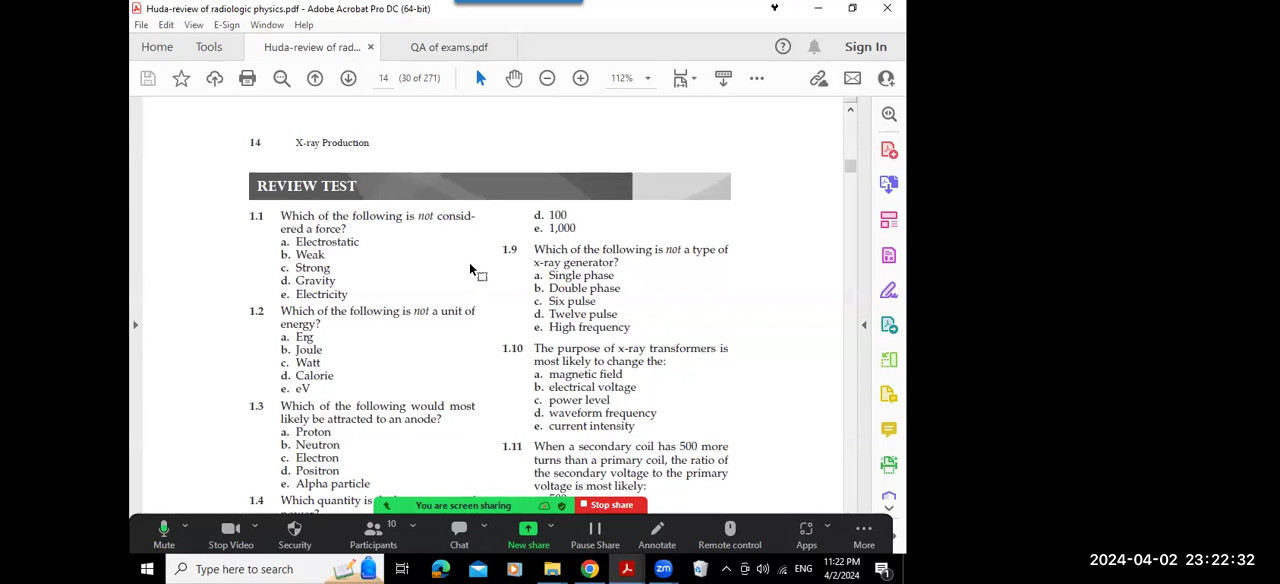 Huda-review of radiologic physics.pdf - Adobe Acrobat Pro DC (64-bit)
File Edit View E-Sign Window Help
Home Tools Huda-review of rad... × QA of exams.pdf Sign In
14 (30 of 271) 112%
14 X-ray Production
REVIEW TEST
1.1 Which of the following is not consid-
ered a force?
a. Electrostatic
b. Weak
c. Strong
d. Gravity
e. Electricity
1.2 Which of the following is not a unit of
energy?
a. Erg
b. Joule
c. Watt
d. Calorie
e. eV
1.3 Which of the following would most
likely be attracted to an anode?
a. Proton
b. Neutron
c. Electron
d. Positron
e. Alpha particle
1.4 Which quantity is
d. 100
e. 1,000
1.9 Which of the following is not a type of
x-ray generator?
a. Single phase
b. Double phase
c. Six pulse
d. Twelve pulse
e. High frequency
1.10 The purpose of x-ray transformers is
most likely to change the:
a. magnetic field
b. electrical voltage
c. power level
d. waveform frequency
e. current intensity
1.11 When a secondary coil has 500 more
turns than a primary coil, the ratio of
the secondary voltage to the primary
voltage is most likely:
You are screen sharing Stop share
10
Mute Stop Video Security Participants Chat New share Pause Share Annotate Remote control Apps More
Type here to search zm ENG 11:22 PM
4/2/2024 1
2024-04-02 23:22:32